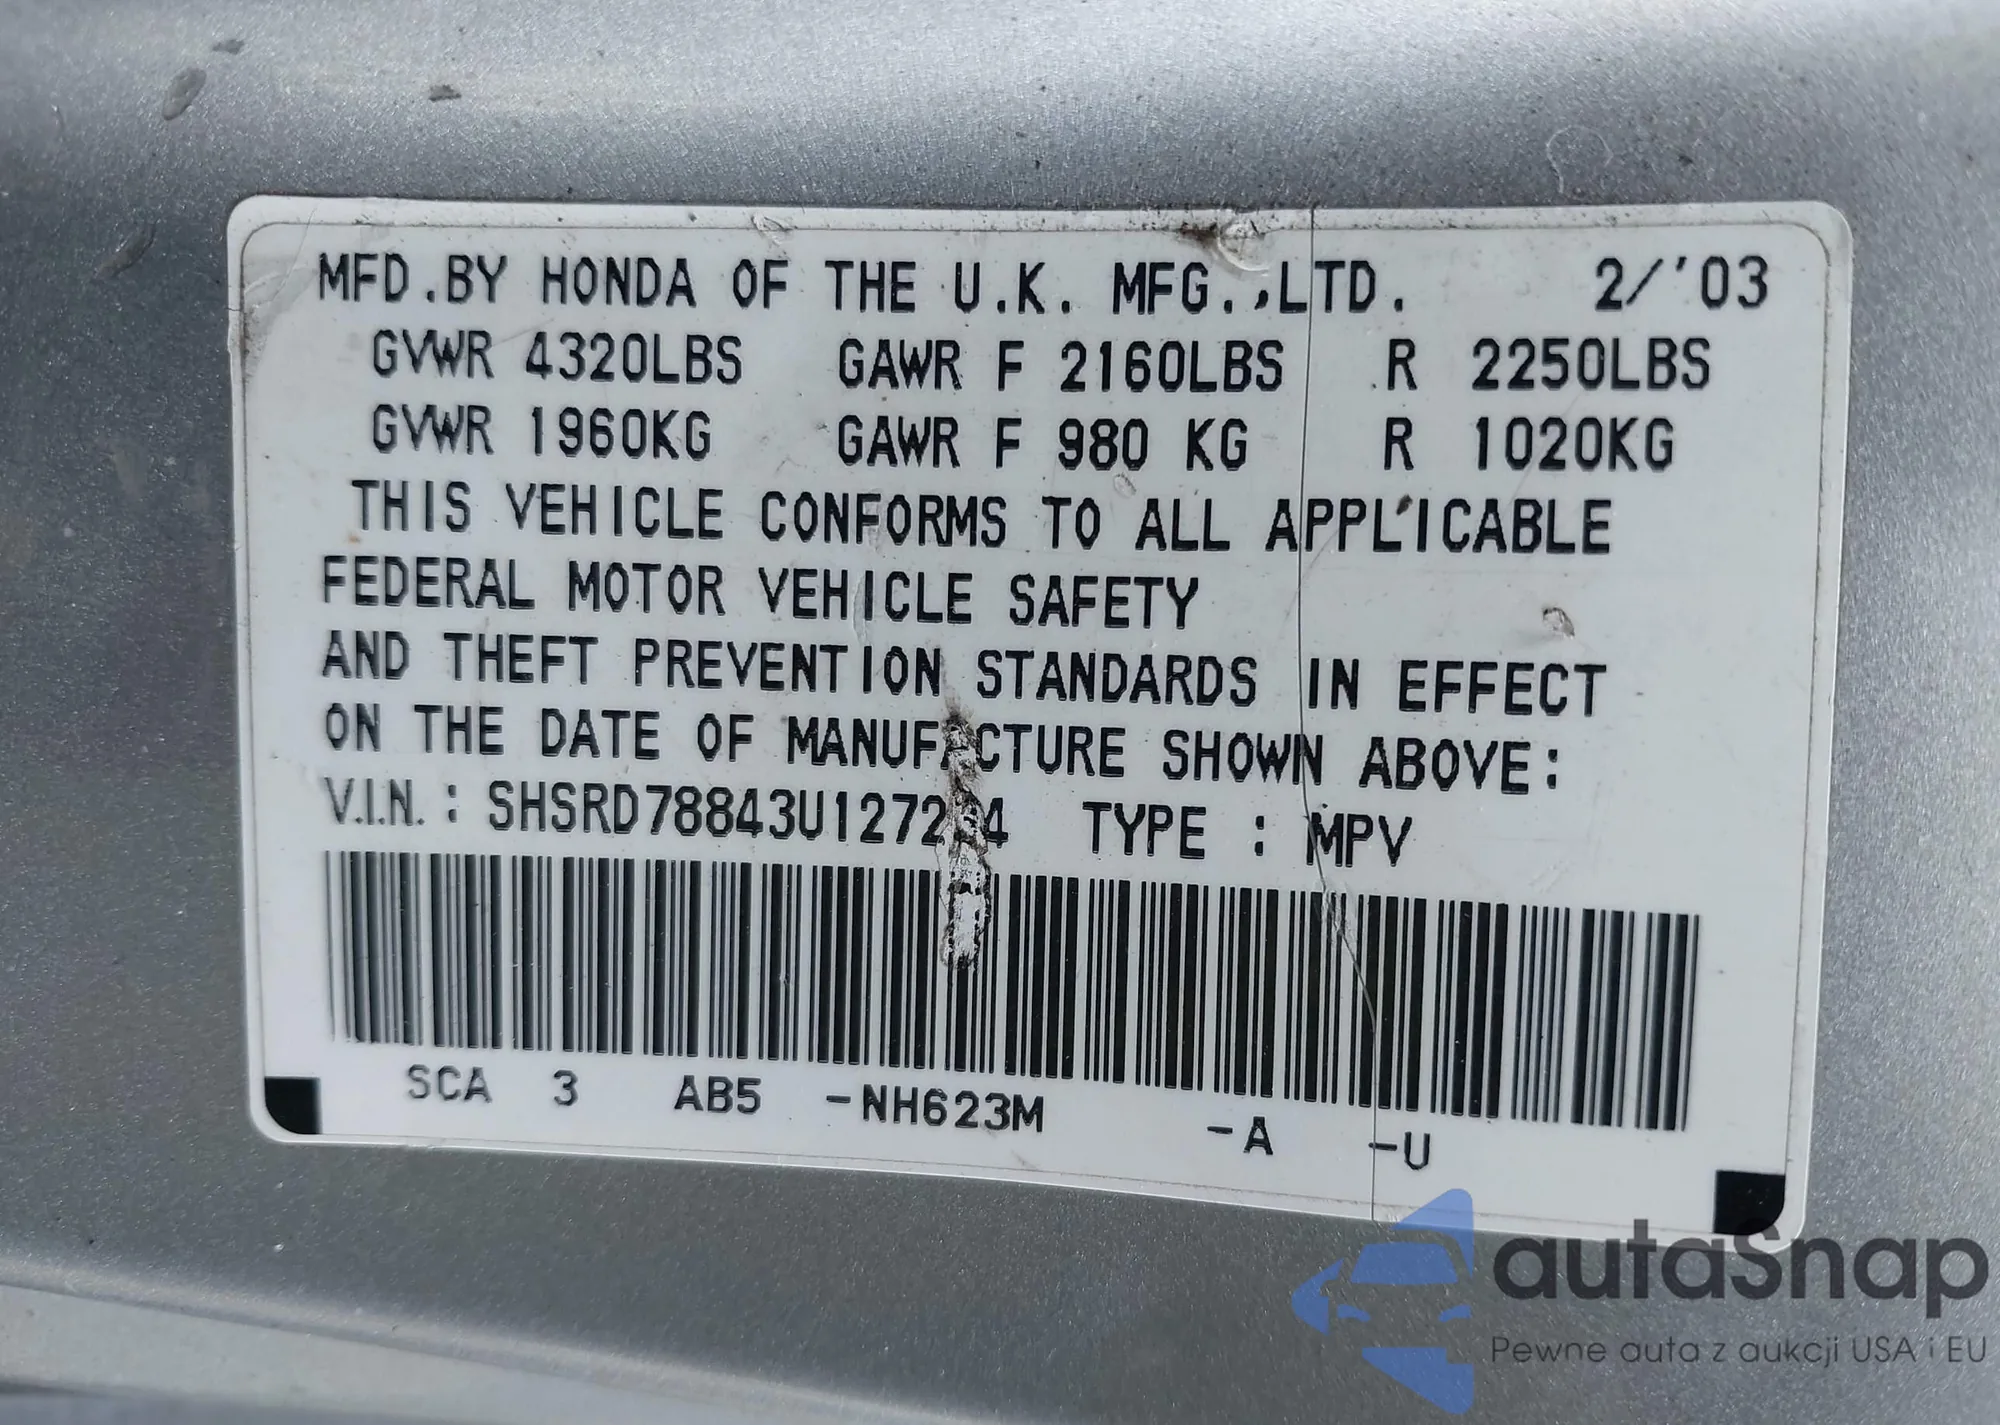 MFD.BY HONDA OF THE U.K. MFG.,LTD. 2/'03
GVWR 4320LBS GAWR F 2160LBS R 2250LBS
GVWR 1960KG GAWR F 980 KG R 1020KG
THIS VEHICLE CONFORMS TO ALL APPLICABLE
FEDERAL MOTOR VEHICLE SAFETY
AND THEFT PREVENTION STANDARDS IN EFFECT
ON THE DATE OF MANUFACTURE SHOWN ABOVE:
V.I.N. : TYPE : MPV
SCA 3 AB5 -NH623M -A -U
autaSnap
Pewne auta z aukcji USA i EU